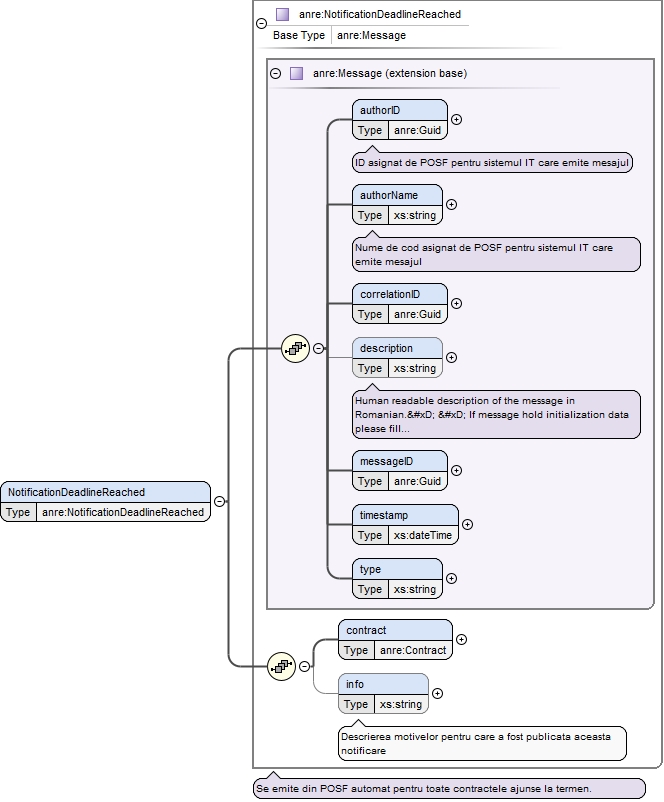 anre:NotificationDeadlineReached
Base Type anre:Message
anre:Message (extension base)
authorID
Type anre:Guid
ID asignat de POSF pentru sistemul IT care emite mesajul
authorName
Type xs:string
Nume de cod asignat de POSF pentru sistemul IT care
emite mesajul
correlationID
Type anre:Guid
description
Type xs:string
Human readable description of the message in
Romanian.&#xD; &#xD; If message hold initialization data
please fill...
messageID
Type anre:Guid
timestamp
Type xs:dateTime
type
Type xs:string
NotificationDeadlineReached
Type anre:NotificationDeadlineReached
contract
Type anre:Contract
info
Type xs:string
Descrierea motivelor pentru care a fost publicata aceasta
notificare
Se emite din POSF automat pentru toate contractele ajunse la termen.